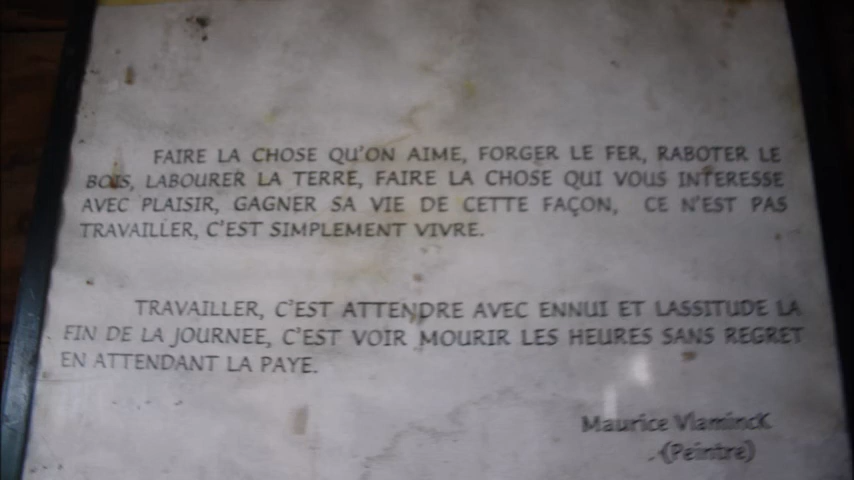 FAIRE LA CHOSE QU'ON AIME, FORGER LE FER, RABOTER LE
BOIS, LABOURER LA TERRE, FAIRE LA CHOSE QUI VOUS INTERESSE
AVEC PLAISIR, GAGNER SA VIE DE CETTE FAÇON, CE N'EST PAS
TRAVAILLER, C'EST SIMPLEMENT VIVRE.
TRAVAILLER, C'EST ATTENDRE AVEC ENNUI ET LASSITUDE LA
FIN DE LA JOURNEE, C'EST VOIR MOURIR LES HEURES SANS REGRET
EN ATTENDANT LA PAYE.
Maurice VlamincK
(Peintre)